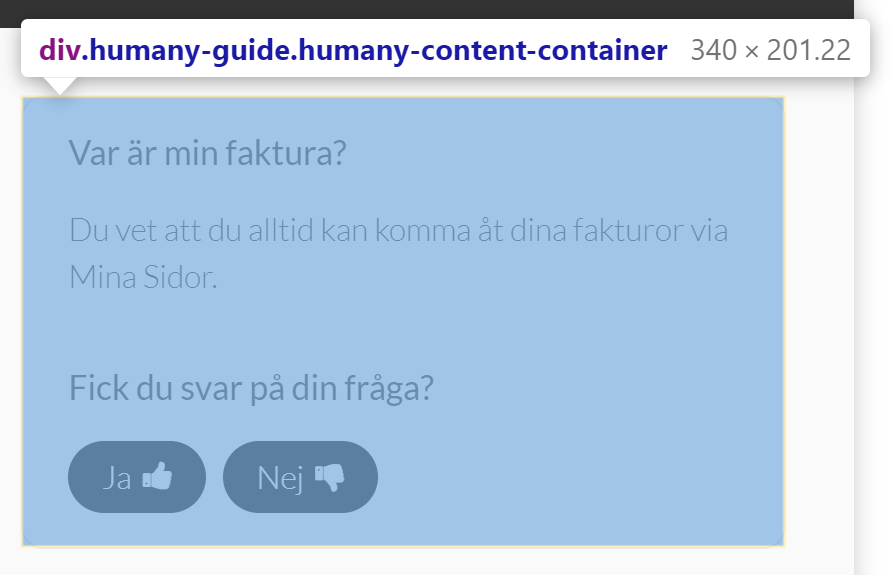 div.humany-guide.humany-content-container 340 × 201.22
Var är min faktura?
Du vet att du alltid kan komma åt dina fakturor via
Mina Sidor.
Fick du svar på din fråga?
Ja Nej